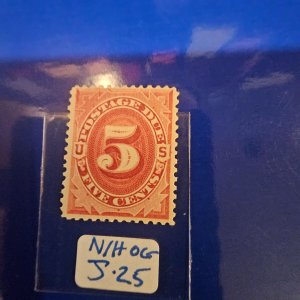 POSTAGE DUE
U 5 S
FIVE CENTS
N/H OG
J.25